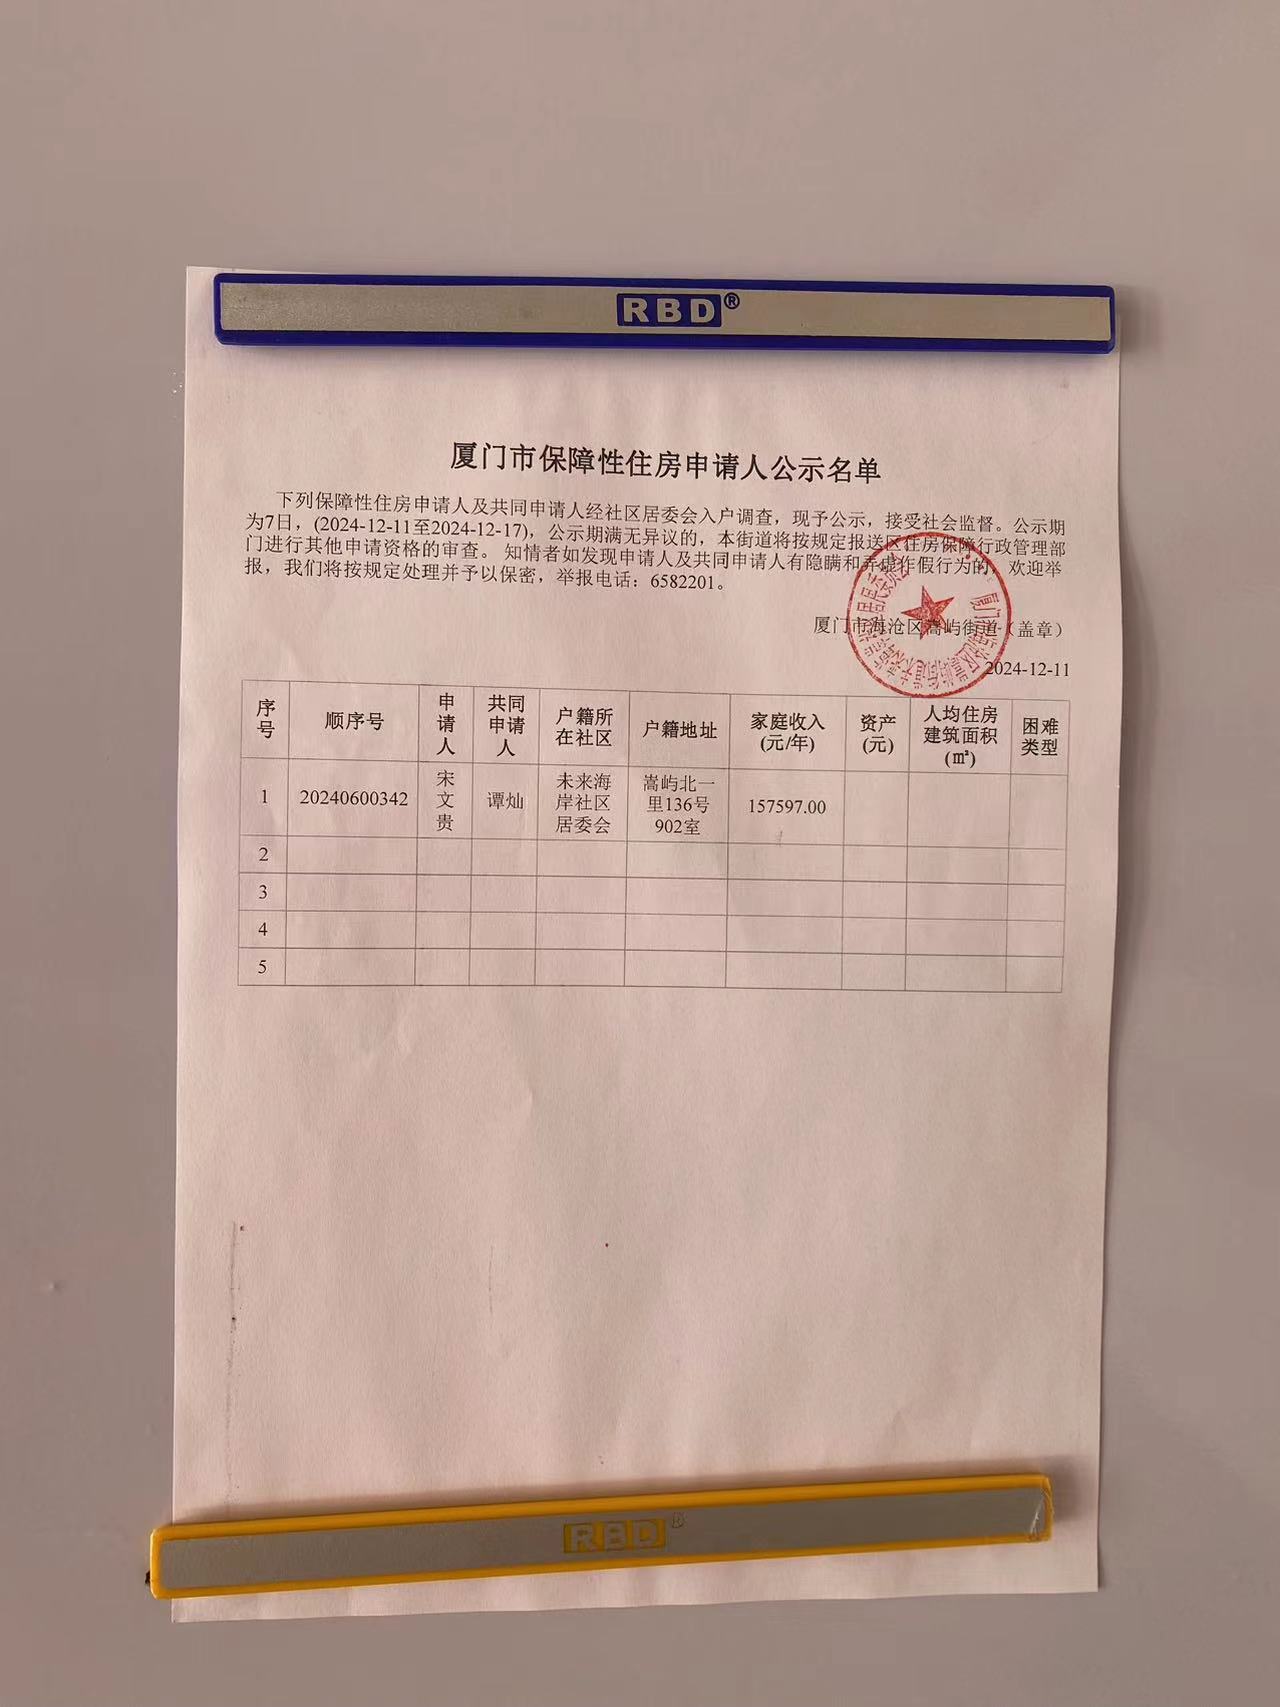 RBD®
厦门市保障性住房申请人公示名单
下列保障性住房申请人及共同申请人经社区居委会入户调查，现予公示，接受社会监督。公示期
为7日，(2024-12-11至2024-12-17)，公示期满无异议的，本街道将按规定报送区住房保障行政管理部
门进行其他申请资格的审查。 知情者如发现申请人及共同申请人有隐瞒和弄虚作假行为的，欢迎举
报，我们将按规定处理并予以保密，举报电话：6582201。
厦门市海沧区嵩屿街道（盖章）
2024-12-11
序号 顺序号 申请人 共同申请人 户籍所在社区 户籍地址 家庭收入(元/年) 资产(元) 人均住房建筑面积(㎡) 困难类型
1 20240600342 宋文贵 谭灿 未来海岸社区居委会 嵩屿北一里136号902室 157597.00
2
3
4
5
RBD®